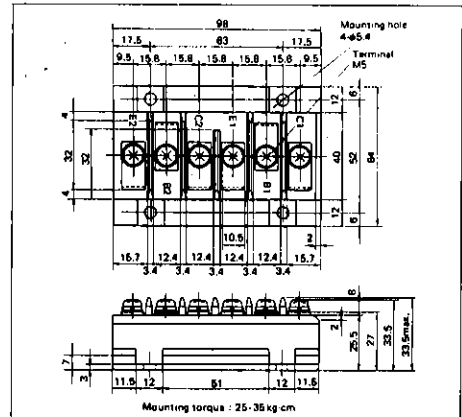 98
Mounting hole
4-φ5.4
17.5 63 17.5
Terminal
M5
9.5 15.8 15.8 15.8 15.8 15.8 9.5
4 32 4
32
E2 C2 E1 C1
B2 B1
12 40 12
6 52 6
64
10.5
2
15.7 12.4 12.4 12.4 12.4 15.7
3.4 3.4 3.4 3.4 3.4
8
2
25.5
27
33.5
33.5max.
7
3
11.5 12 51 12 11.5
Mounting torque : 25-35 kg·cm